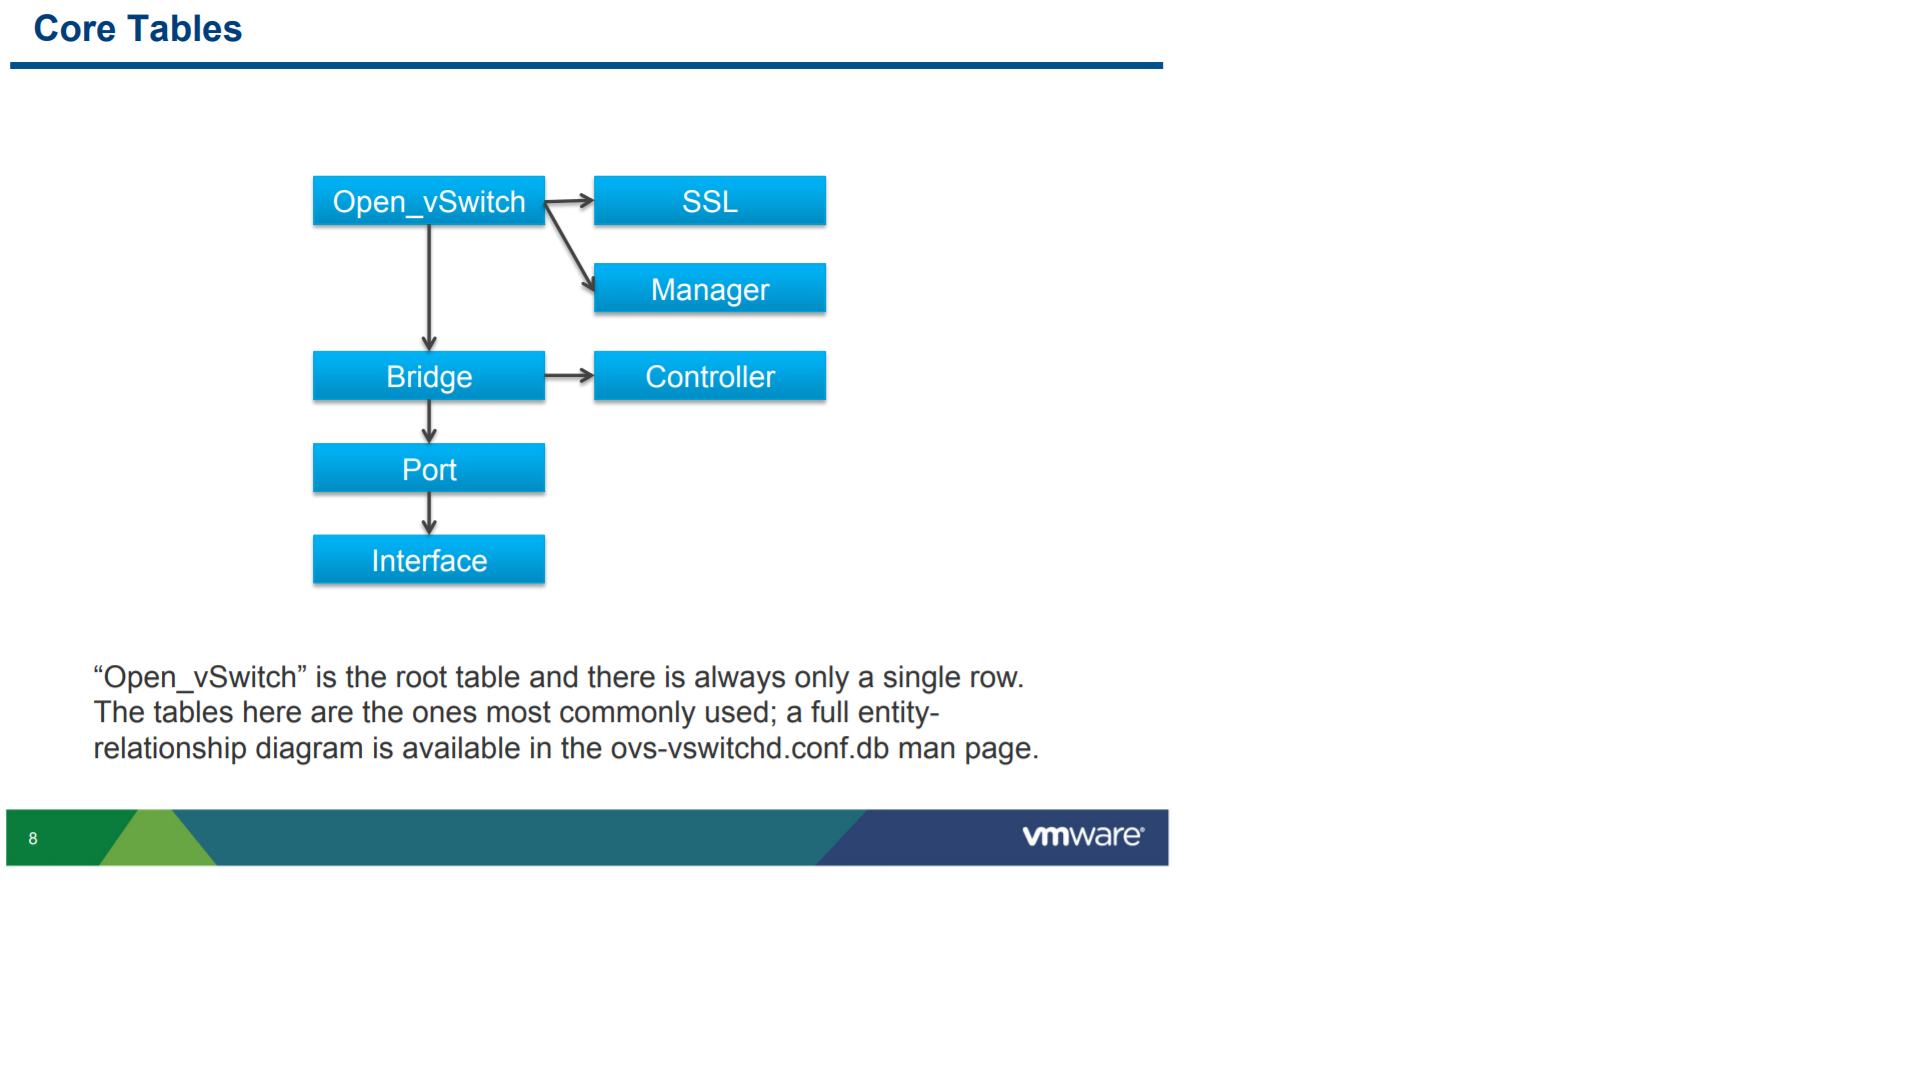 Core Tables
Open_vSwitch
SSL
Manager
Bridge
Controller
Port
Interface
“Open_vSwitch” is the root table and there is always only a single row.
The tables here are the ones most commonly used; a full entity-
relationship diagram is available in the ovs-vswitchd.conf.db man page.
8
vmware®